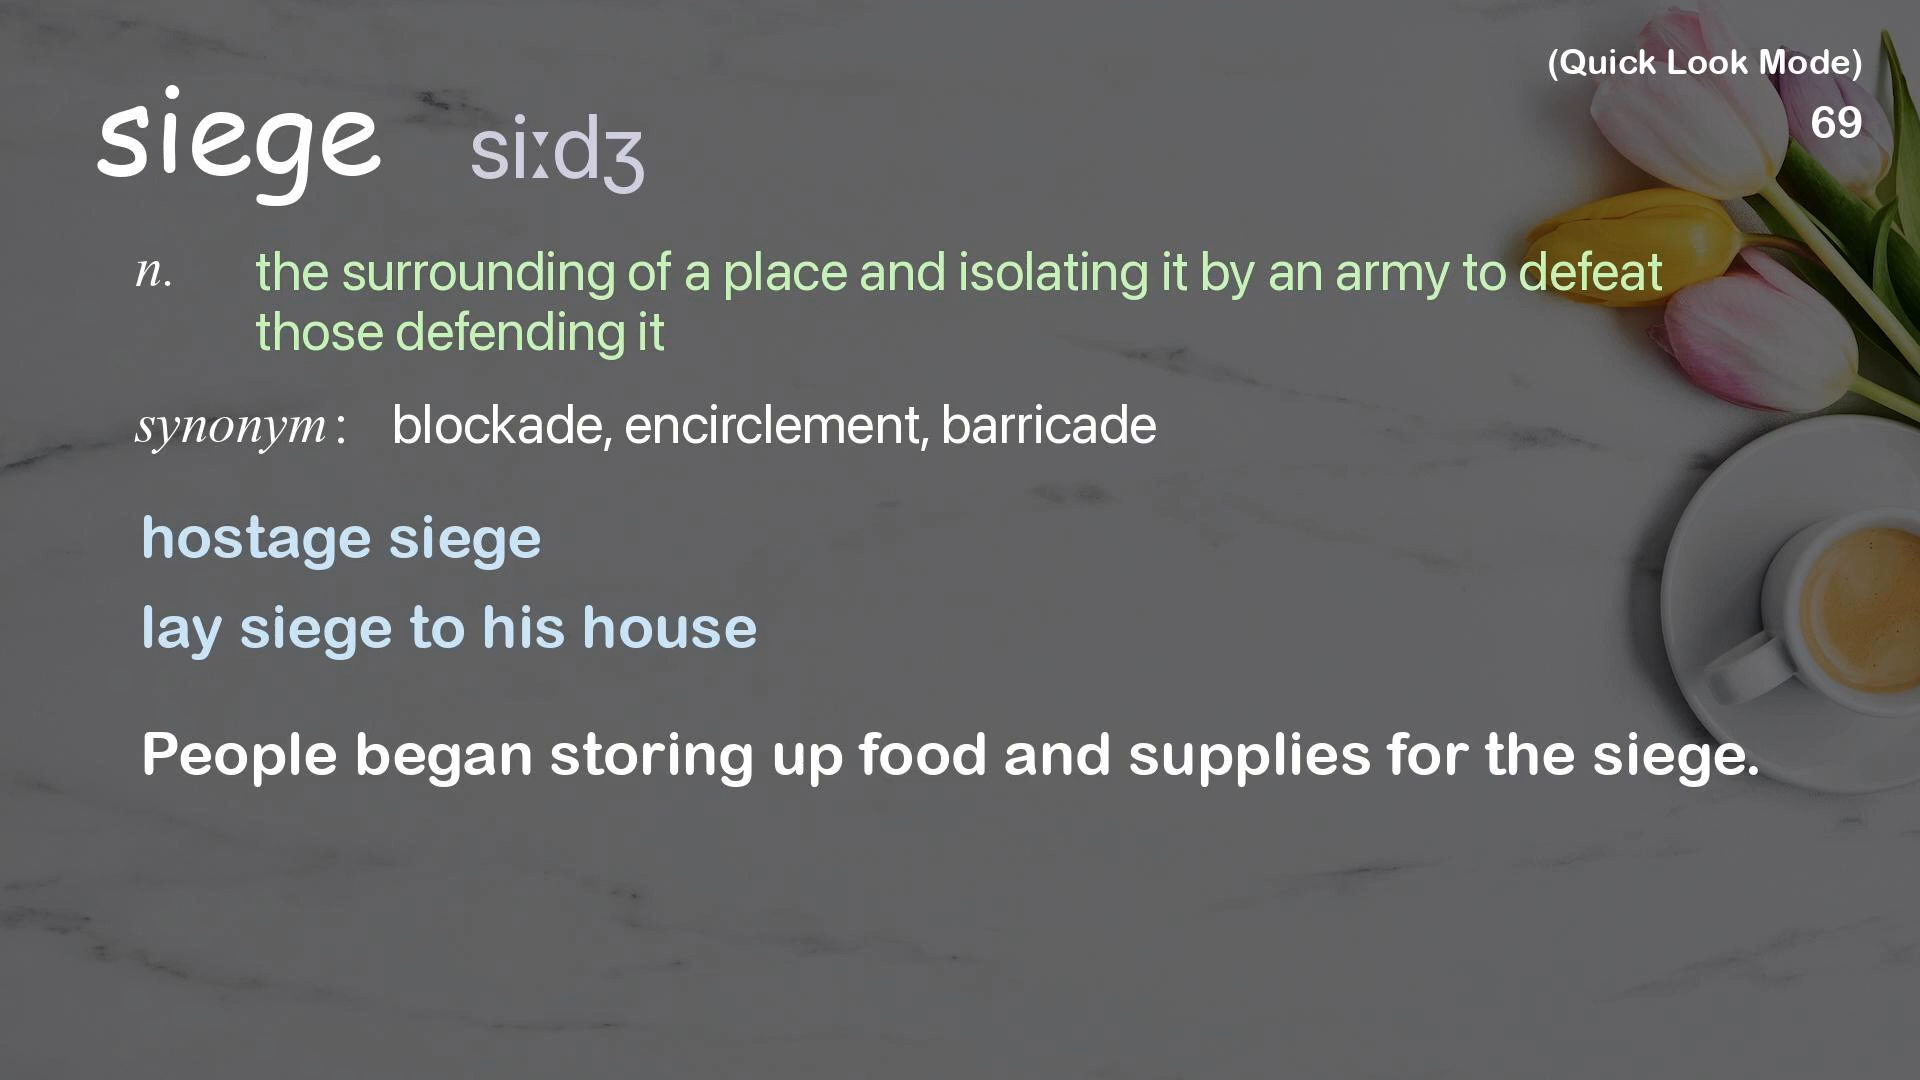 (Quick Look Mode)
69
siege siːdʒ
n. the surrounding of a place and isolating it by an army to defeat
those defending it
synonym: blockade, encirclement, barricade
hostage siege
lay siege to his house
People began storing up food and supplies for the siege.